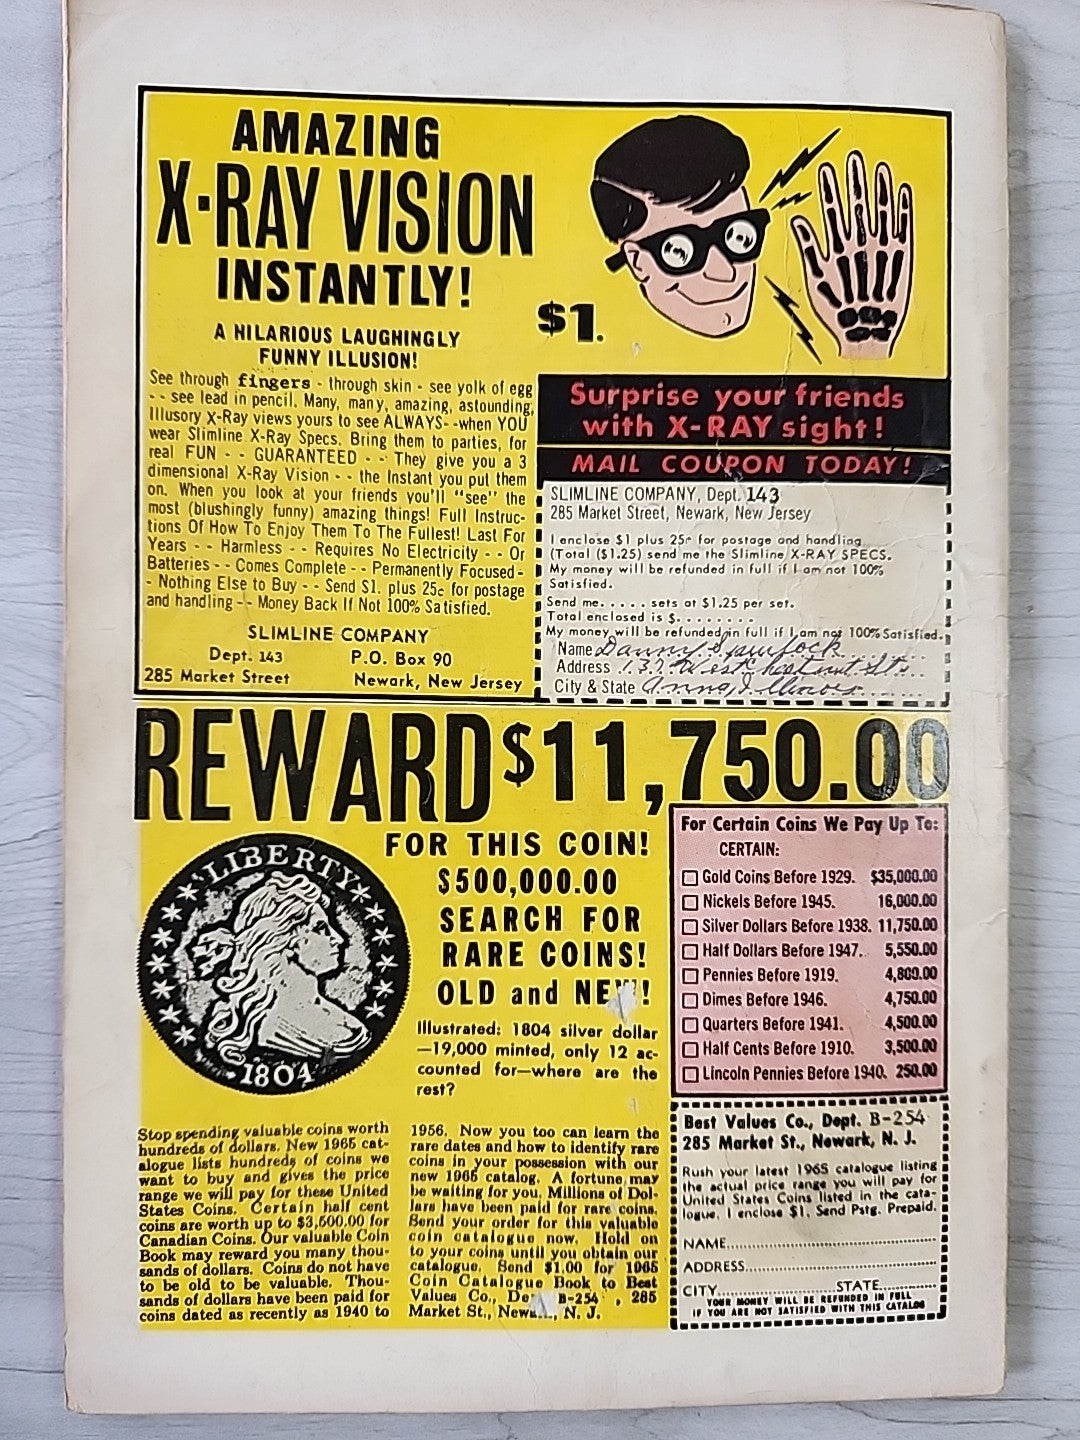 AMAZING
X-RAY VISION
INSTANTLY!
A HILARIOUS LAUGHINGLY
FUNNY ILLUSION!
See through fingers - through skin - see yolk of egg
-- see lead in pencil. Many, many, amazing, astounding,
Illusory X-Ray views yours to see ALWAYS--when YOU
wear Slimline X-Ray Specs. Bring them to parties, for
real FUN -- GUARANTEED -- They give you a 3
dimensional X-Ray Vision -- the Instant you put them
on. When you look at your friends you'll "see" the
most (blushingly funny) amazing things! Full Instruc-
tions Of How To Enjoy Them To The Fullest! Last For
Years -- Harmless -- Requires No Electricity -- Or
Batteries -- Comes Complete -- Permanently Focused-
- Nothing Else to Buy -- Send $1. plus 25c for postage
and handling -- Money Back If Not 100% Satisfied.
SLIMLINE COMPANY
Dept. 143 P.O. Box 90
285 Market Street Newark, New Jersey
$1.
Surprise your friends
with X-RAY sight!
MAIL COUPON TODAY!
SLIMLINE COMPANY, Dept. 143
285 Market Street, Newark, New Jersey
I enclose $1 plus 25c for postage and handling
(Total ($1.25) send me the Slimline X-RAY SPECS.
My money will be refunded in full if I am not 100%
Satisfied.
Send me..... sets at $1.25 per set.
Total enclosed is $........
My money will be refunded in full if I am not 100% Satisfied.
Name Danny
Address 137 West Chestnut St.
City & State Anna, Illinois
REWARD $11,750.00
FOR THIS COIN!
$500,000.00
SEARCH FOR
RARE COINS!
OLD and NEW!
LIBERTY
1804
Illustrated: 1804 silver dollar
—19,000 minted, only 12 ac-
counted for—where are the
rest?
Stop spending valuable coins worth
hundreds of dollars. New 1965 cat-
alogue lists hundreds of coins we
want to buy and gives the price
range we will pay for these United
States Coins. Certain half cent
coins are worth up to $3,500.00 for
Canadian Coins. Our valuable Coin
Book may reward you many thou-
sands of dollars. Coins do not have
to be old to be valuable. Thou-
sands of dollars have been paid for
coins dated as recently as 1940 to
1956. Now you too can learn the
rare dates and how to identify rare
coins in your possession with our
new 1965 catalog. A fortune may
be waiting for you. Millions of Dol-
lars have been paid for rare coins.
Send your order for this valuable
coin catalogue now. Hold on
to your coins until you obtain our
catalogue. Send $1.00 for 1965
Coin Catalogue Book to Best
Values Co., B-254, 285
Market St., N. J.
For Certain Coins We Pay Up To:
CERTAIN:
Gold Coins Before 1929. $35,000.00
Nickels Before 1945. 16,000.00
Silver Dollars Before 1938. 11,750.00
Half Dollars Before 1947. 5,550.00
Pennies Before 1919. 4,800.00
Dimes Before 1946. 4,750.00
Quarters Before 1941. 4,500.00
Half Cents Before 1910. 3,500.00
Lincoln Pennies Before 1940. 250.00
Best Values Co., Dept. B-254
285 Market St., Newark, N. J.
Rush your latest 1965 catalogue listing
the actual price range you will pay for
United States Coins listed in the cata-
logue. I enclose $1. Send Pstg. Prepaid.
NAME
ADDRESS
CITY STATE
YOUR MONEY WILL BE REFUNDED IN FULL
IF YOU ARE NOT SATISFIED WITH THIS CATALOG